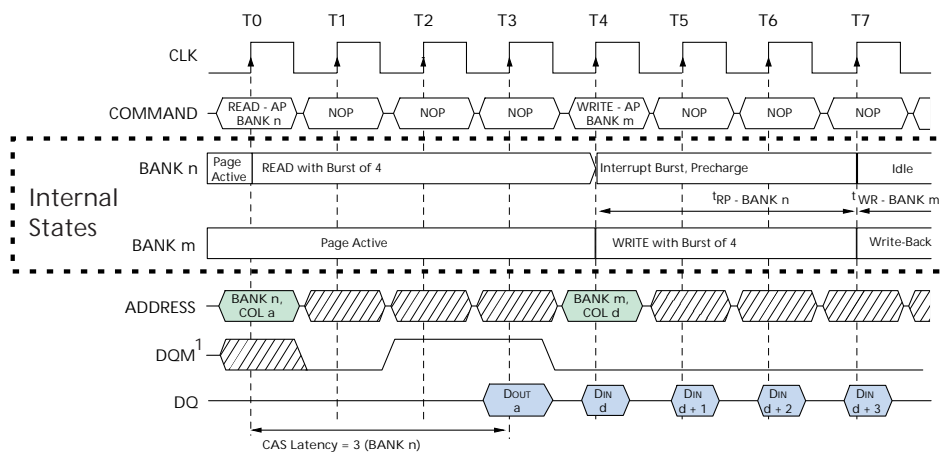 T0 T1 T2 T3 T4 T5 T6 T7
CLK
COMMAND
READ - AP
BANK n
NOP
NOP
NOP
WRITE - AP
BANK m
NOP
NOP
NOP
Internal
States
BANK n
Page
Active
READ with Burst of 4
Interrupt Burst, Precharge
Idle
tRP - BANK n
tWR - BANK m
BANK m
Page Active
WRITE with Burst of 4
Write-Back
ADDRESS
BANK n,
COL a
BANK m,
COL d
DQM1
DQ
DOUT
a
DIN
d
DIN
d + 1
DIN
d + 2
DIN
d + 3
CAS Latency = 3 (BANK n)